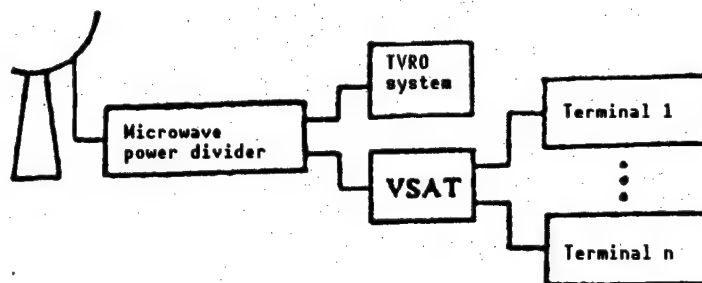 TVRO
system
Terminal 1
Microwave
power divider
VSAT
Terminal n